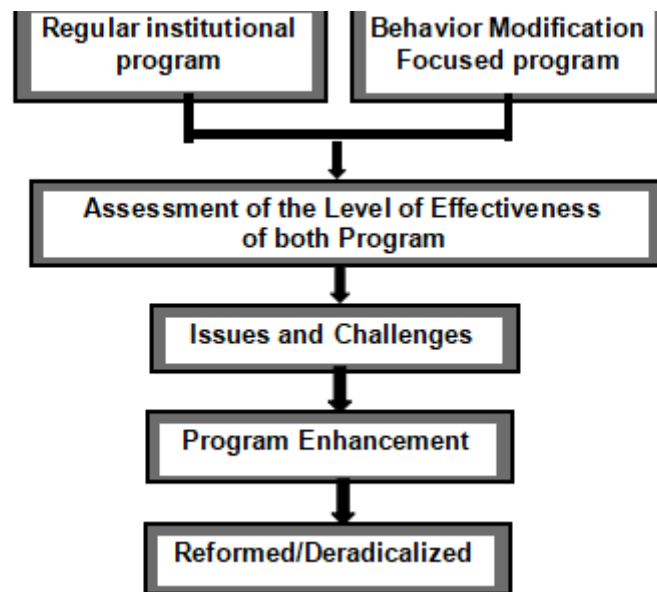 Regular institutional
program
Behavior Modification
Focused program
Assessment of the Level of Effectiveness
of both Program
Issues and Challenges
Program Enhancement
Reformed/Deradicalized